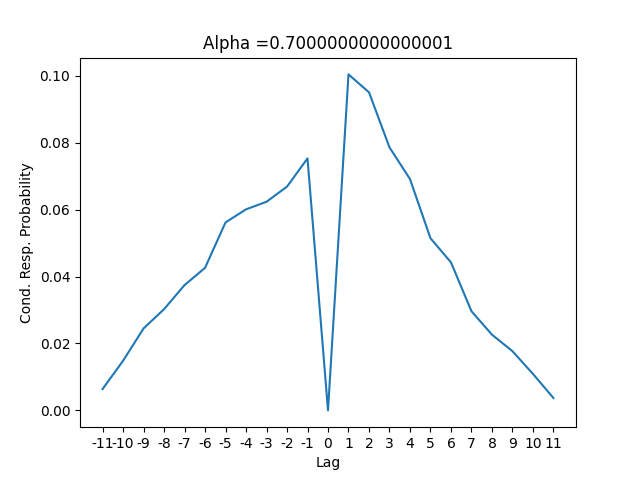 Alpha =0.7000000000000001
Cond. Resp. Probability
0.10
0.08
0.06
0.04
0.02
0.00
-11 -10 -9 -8 -7 -6 -5 -4 -3 -2 -1 0 1 2 3 4 5 6 7 8 9 10 11
Lag